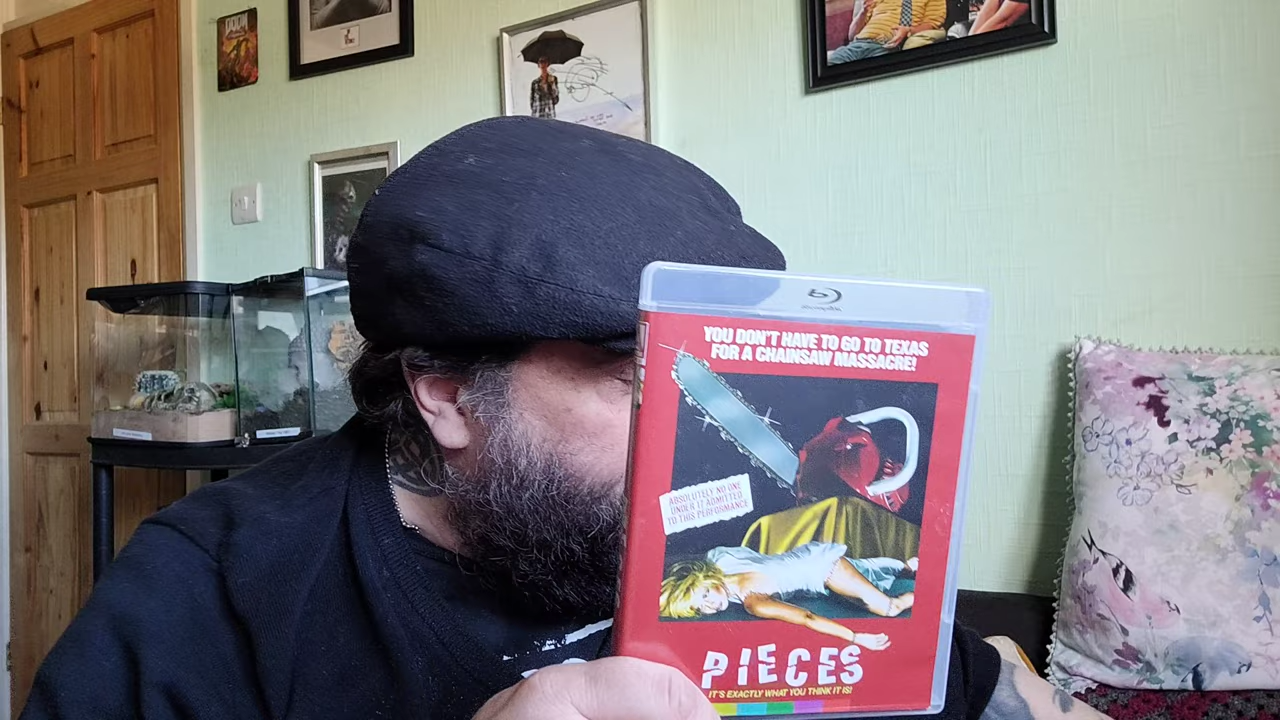 DOOM
YOU DON'T HAVE TO GO TO TEXAS
FOR A CHAINSAW MASSACRE!
ABSOLUTELY NO ONE
UNDER 17 ADMITTED
TO THIS PERFORMANCE
PIECES
IT'S EXACTLY WHAT YOU THINK IT IS!